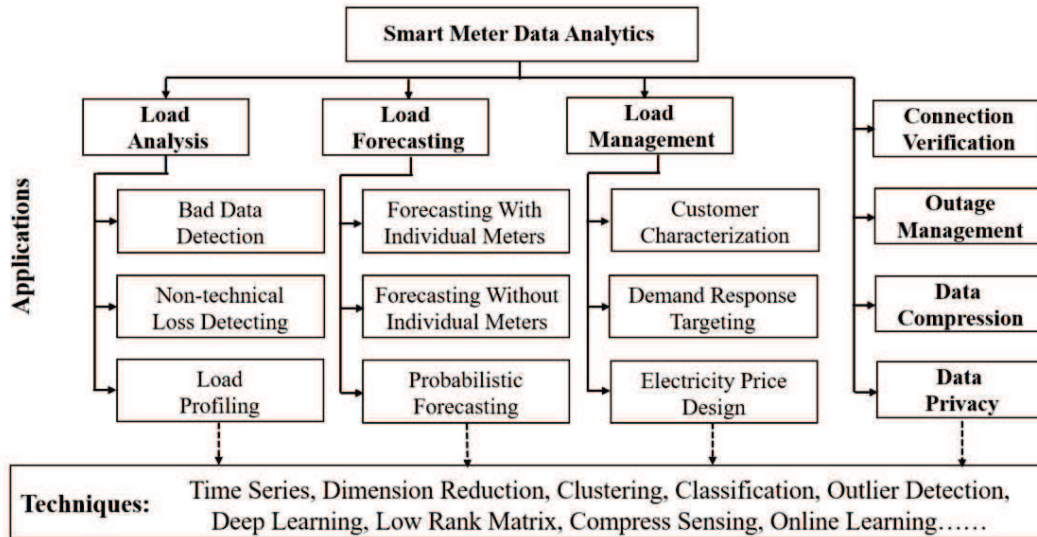 Smart Meter Data Analytics
Applications
Load
Analysis
Bad Data
Detection
Non-technical
Loss Detecting
Load
Profiling
Load
Forecasting
Forecasting With
Individual Meters
Forecasting Without
Individual Meters
Probabilistic
Forecasting
Load
Management
Customer
Characterization
Demand Response
Targeting
Electricity Price
Design
Connection
Verification
Outage
Management
Data
Compression
Data
Privacy
Techniques: Time Series, Dimension Reduction, Clustering, Classification, Outlier Detection,
Deep Learning, Low Rank Matrix, Compress Sensing, Online Learning……